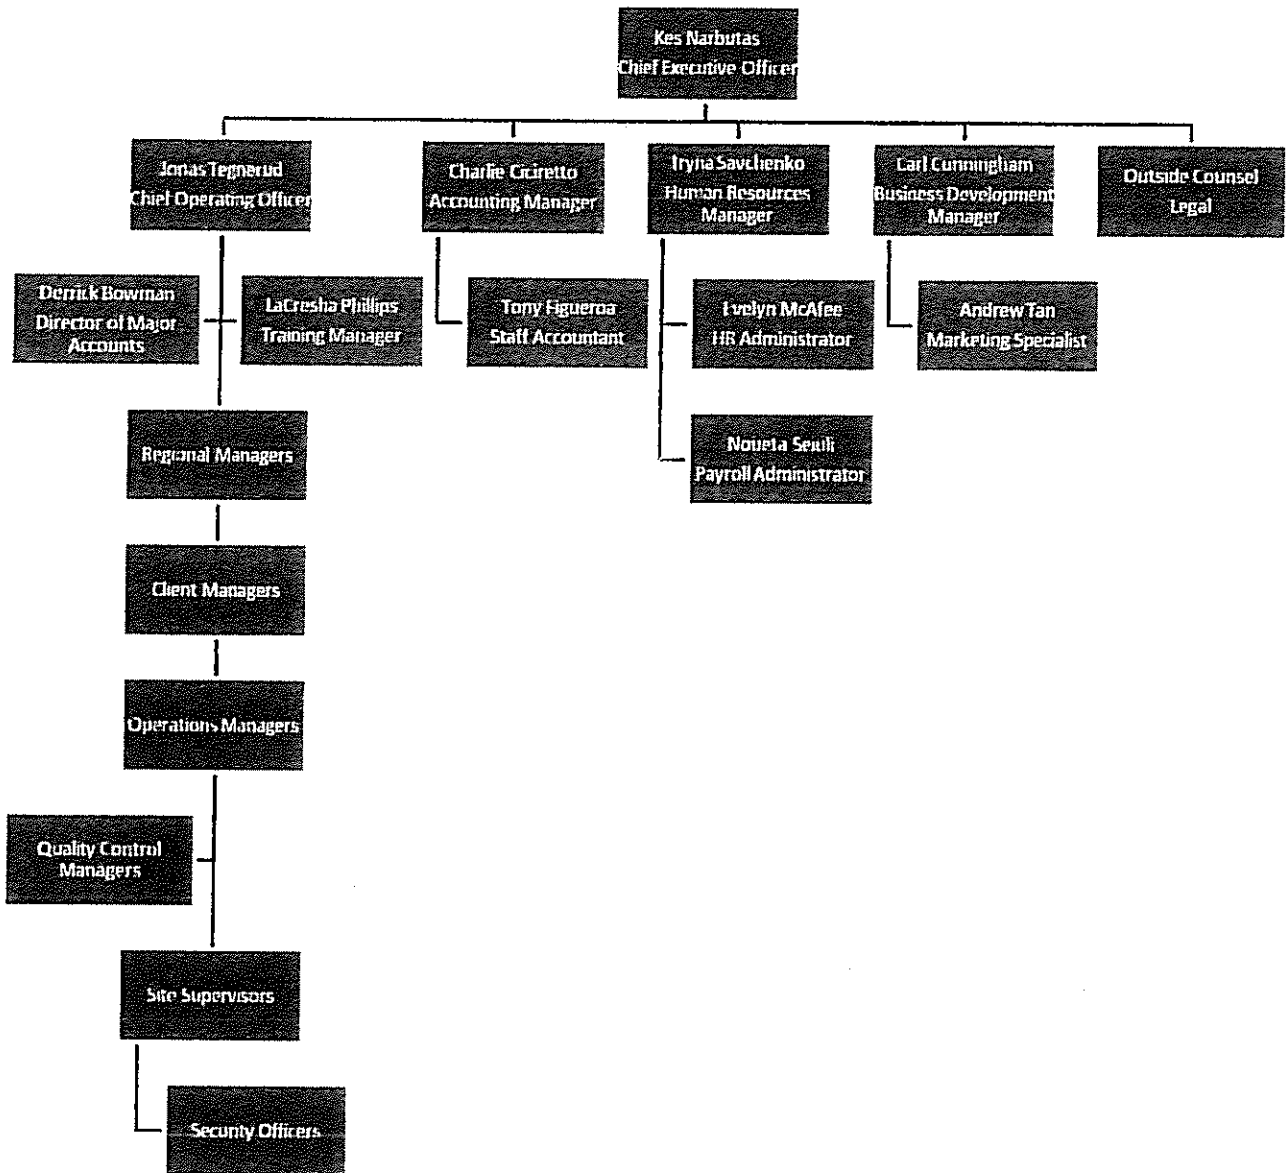 Kes Narbutas
Chief Executive Officer
Jonas Tegnerud
Chief Operating Officer
Charlie Ciciretto
Accounting Manager
Iryna Savchenko
Human Resources
Manager
Carl Cunningham
Business Development
Manager
Outside Counsel
Legal
Derrick Bowman
Director of Major
Accounts
LaCresha Phillips
Training Manager
Tony Figueroa
Staff Accountant
Evelyn McAfee
HR Administrator
Andrew Tan
Marketing Specialist
Regional Managers
Noueta
Payroll Administrator
Client Managers
Operations Managers
Quality Control
Managers
Site Supervisors
Security Officers